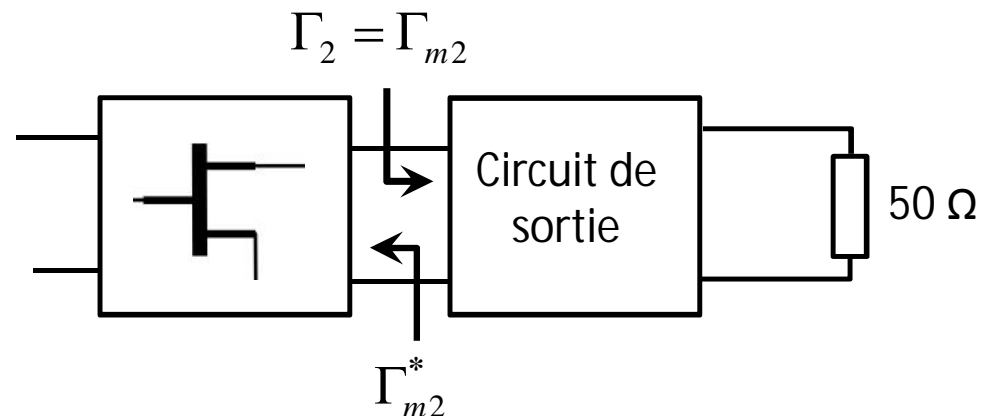 Γ₂ = Γₘ₂
Circuit de
sortie
50 Ω
Γ*ₘ₂